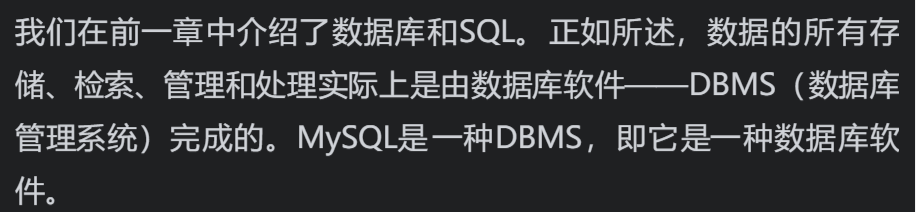 我们在前一章中介绍了数据库和SQL。正如所述，数据的所有存
储、检索、管理和处理实际上是由数据库软件——DBMS（数据库
管理系统）完成的。MySQL是一种DBMS，即它是一种数据库软
件。